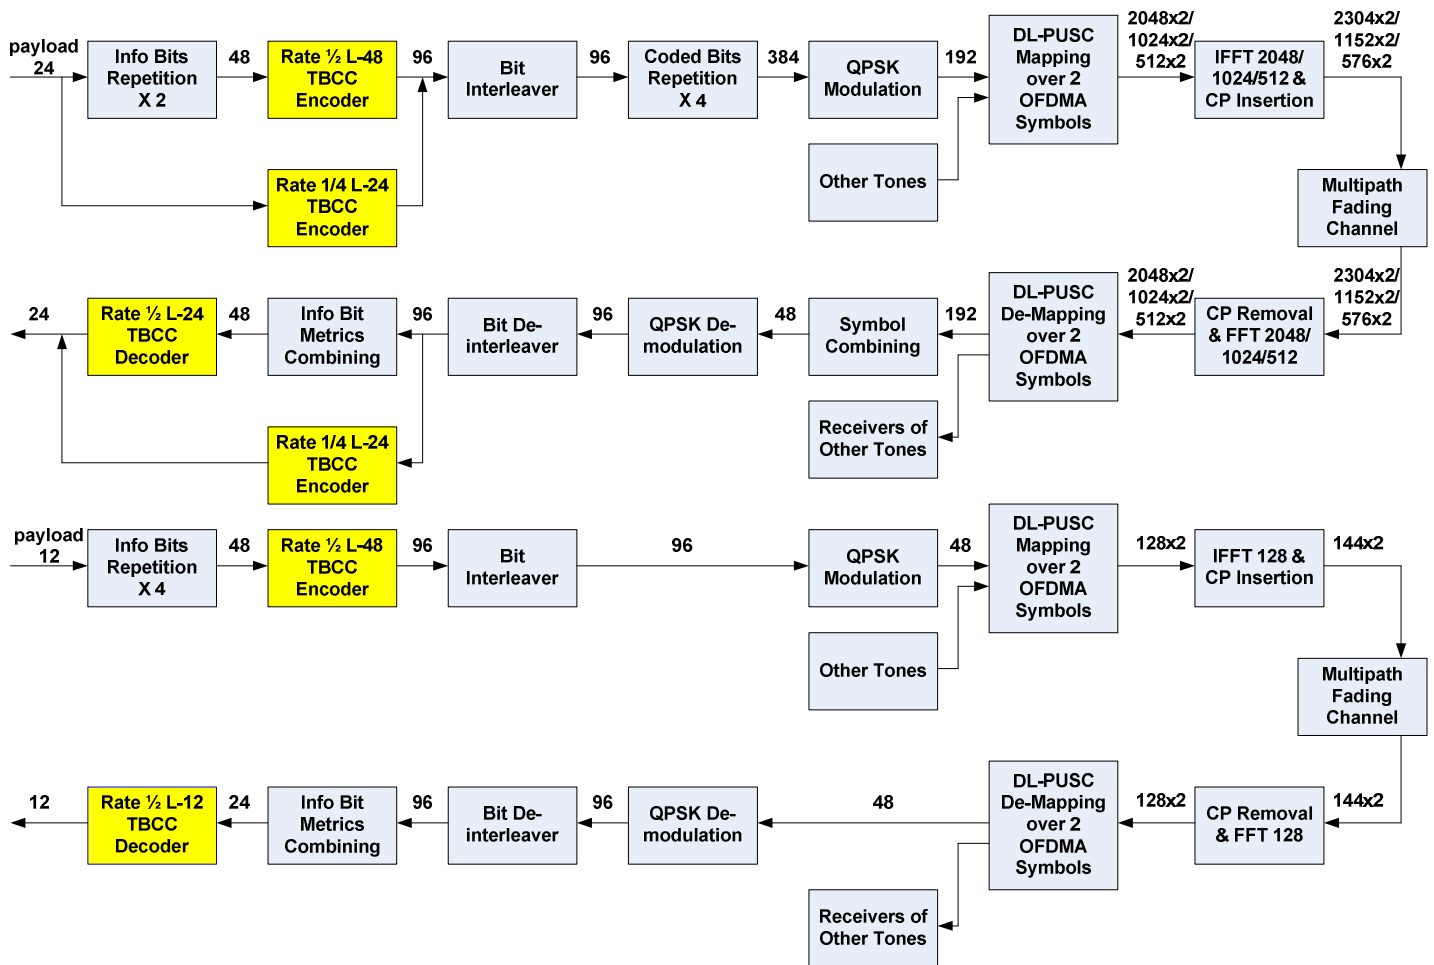 payload
24
Info Bits
Repetition
X 2
48
Rate ½ L-48
TBCC
Encoder
96
Bit
Interleaver
96
Coded Bits
Repetition
X 4
384
QPSK
Modulation
192
DL-PUSC
Mapping
over 2
OFDMA
Symbols
2048x2/
1024x2/
512x2
IFFT 2048/
1024/512 &
CP Insertion
2304x2/
1152x2/
576x2
Rate 1/4 L-24
TBCC
Encoder
Other Tones
Multipath
Fading
Channel
24
Rate ½ L-24
TBCC
Decoder
48
Info Bit
Metrics
Combining
96
Bit De-
interleaver
96
QPSK De-
modulation
48
Symbol
Combining
192
DL-PUSC
De-Mapping
over 2
OFDMA
Symbols
2048x2/
1024x2/
512x2
CP Removal
& FFT 2048/
1024/512
2304x2/
1152x2/
576x2
Rate 1/4 L-24
TBCC
Encoder
Receivers of
Other Tones
payload
12
Info Bits
Repetition
X 4
48
Rate ½ L-48
TBCC
Encoder
96
Bit
Interleaver
96
QPSK
Modulation
48
DL-PUSC
Mapping
over 2
OFDMA
Symbols
128x2
IFFT 128 &
CP Insertion
144x2
Other Tones
Multipath
Fading
Channel
12
Rate ½ L-12
TBCC
Decoder
24
Info Bit
Metrics
Combining
96
Bit De-
interleaver
96
QPSK De-
modulation
48
DL-PUSC
De-Mapping
over 2
OFDMA
Symbols
128x2
CP Removal
& FFT 128
144x2
Receivers of
Other Tones